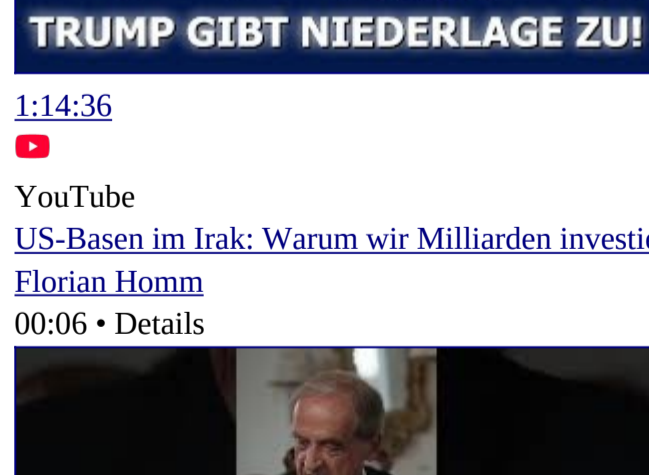 TRUMP GIBT NIEDERLAGE ZU!
1:14:36
YouTube
US-Basen im Irak: Warum wir Milliarden
Florian Homm
00:06 • Details